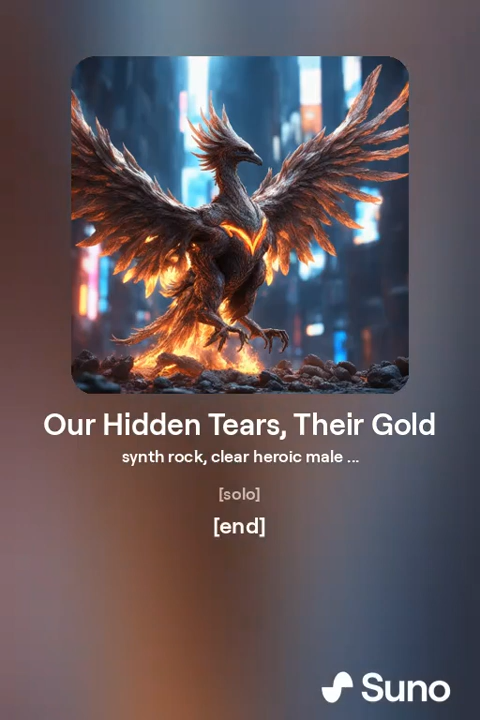 Our Hidden Tears, Their Gold
synth rock, clear heroic male ...
[solo]
[end]
Suno